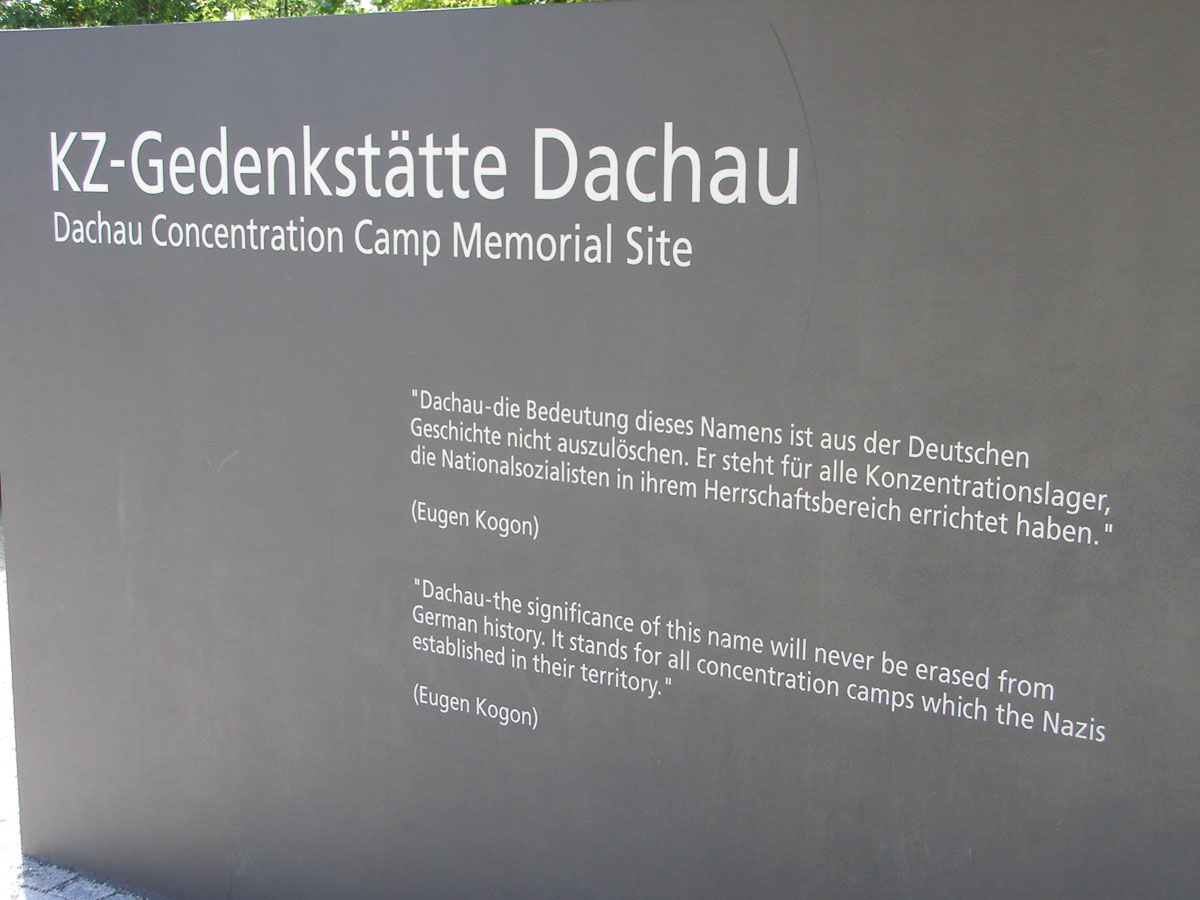 KZ-Gedenkstätte Dachau
Dachau Concentration Camp Memorial Site
"Dachau-die Bedeutung dieses Namens ist aus der Deutschen
Geschichte nicht auszulöschen. Er steht für alle Konzentrationslager,
die Nationalsozialisten in ihrem Herrschaftsbereich errichtet haben."
(Eugen Kogon)
"Dachau-the significance of this name will never be erased from
German history. It stands for all concentration camps which the Nazis
established in their territory."
(Eugen Kogon)